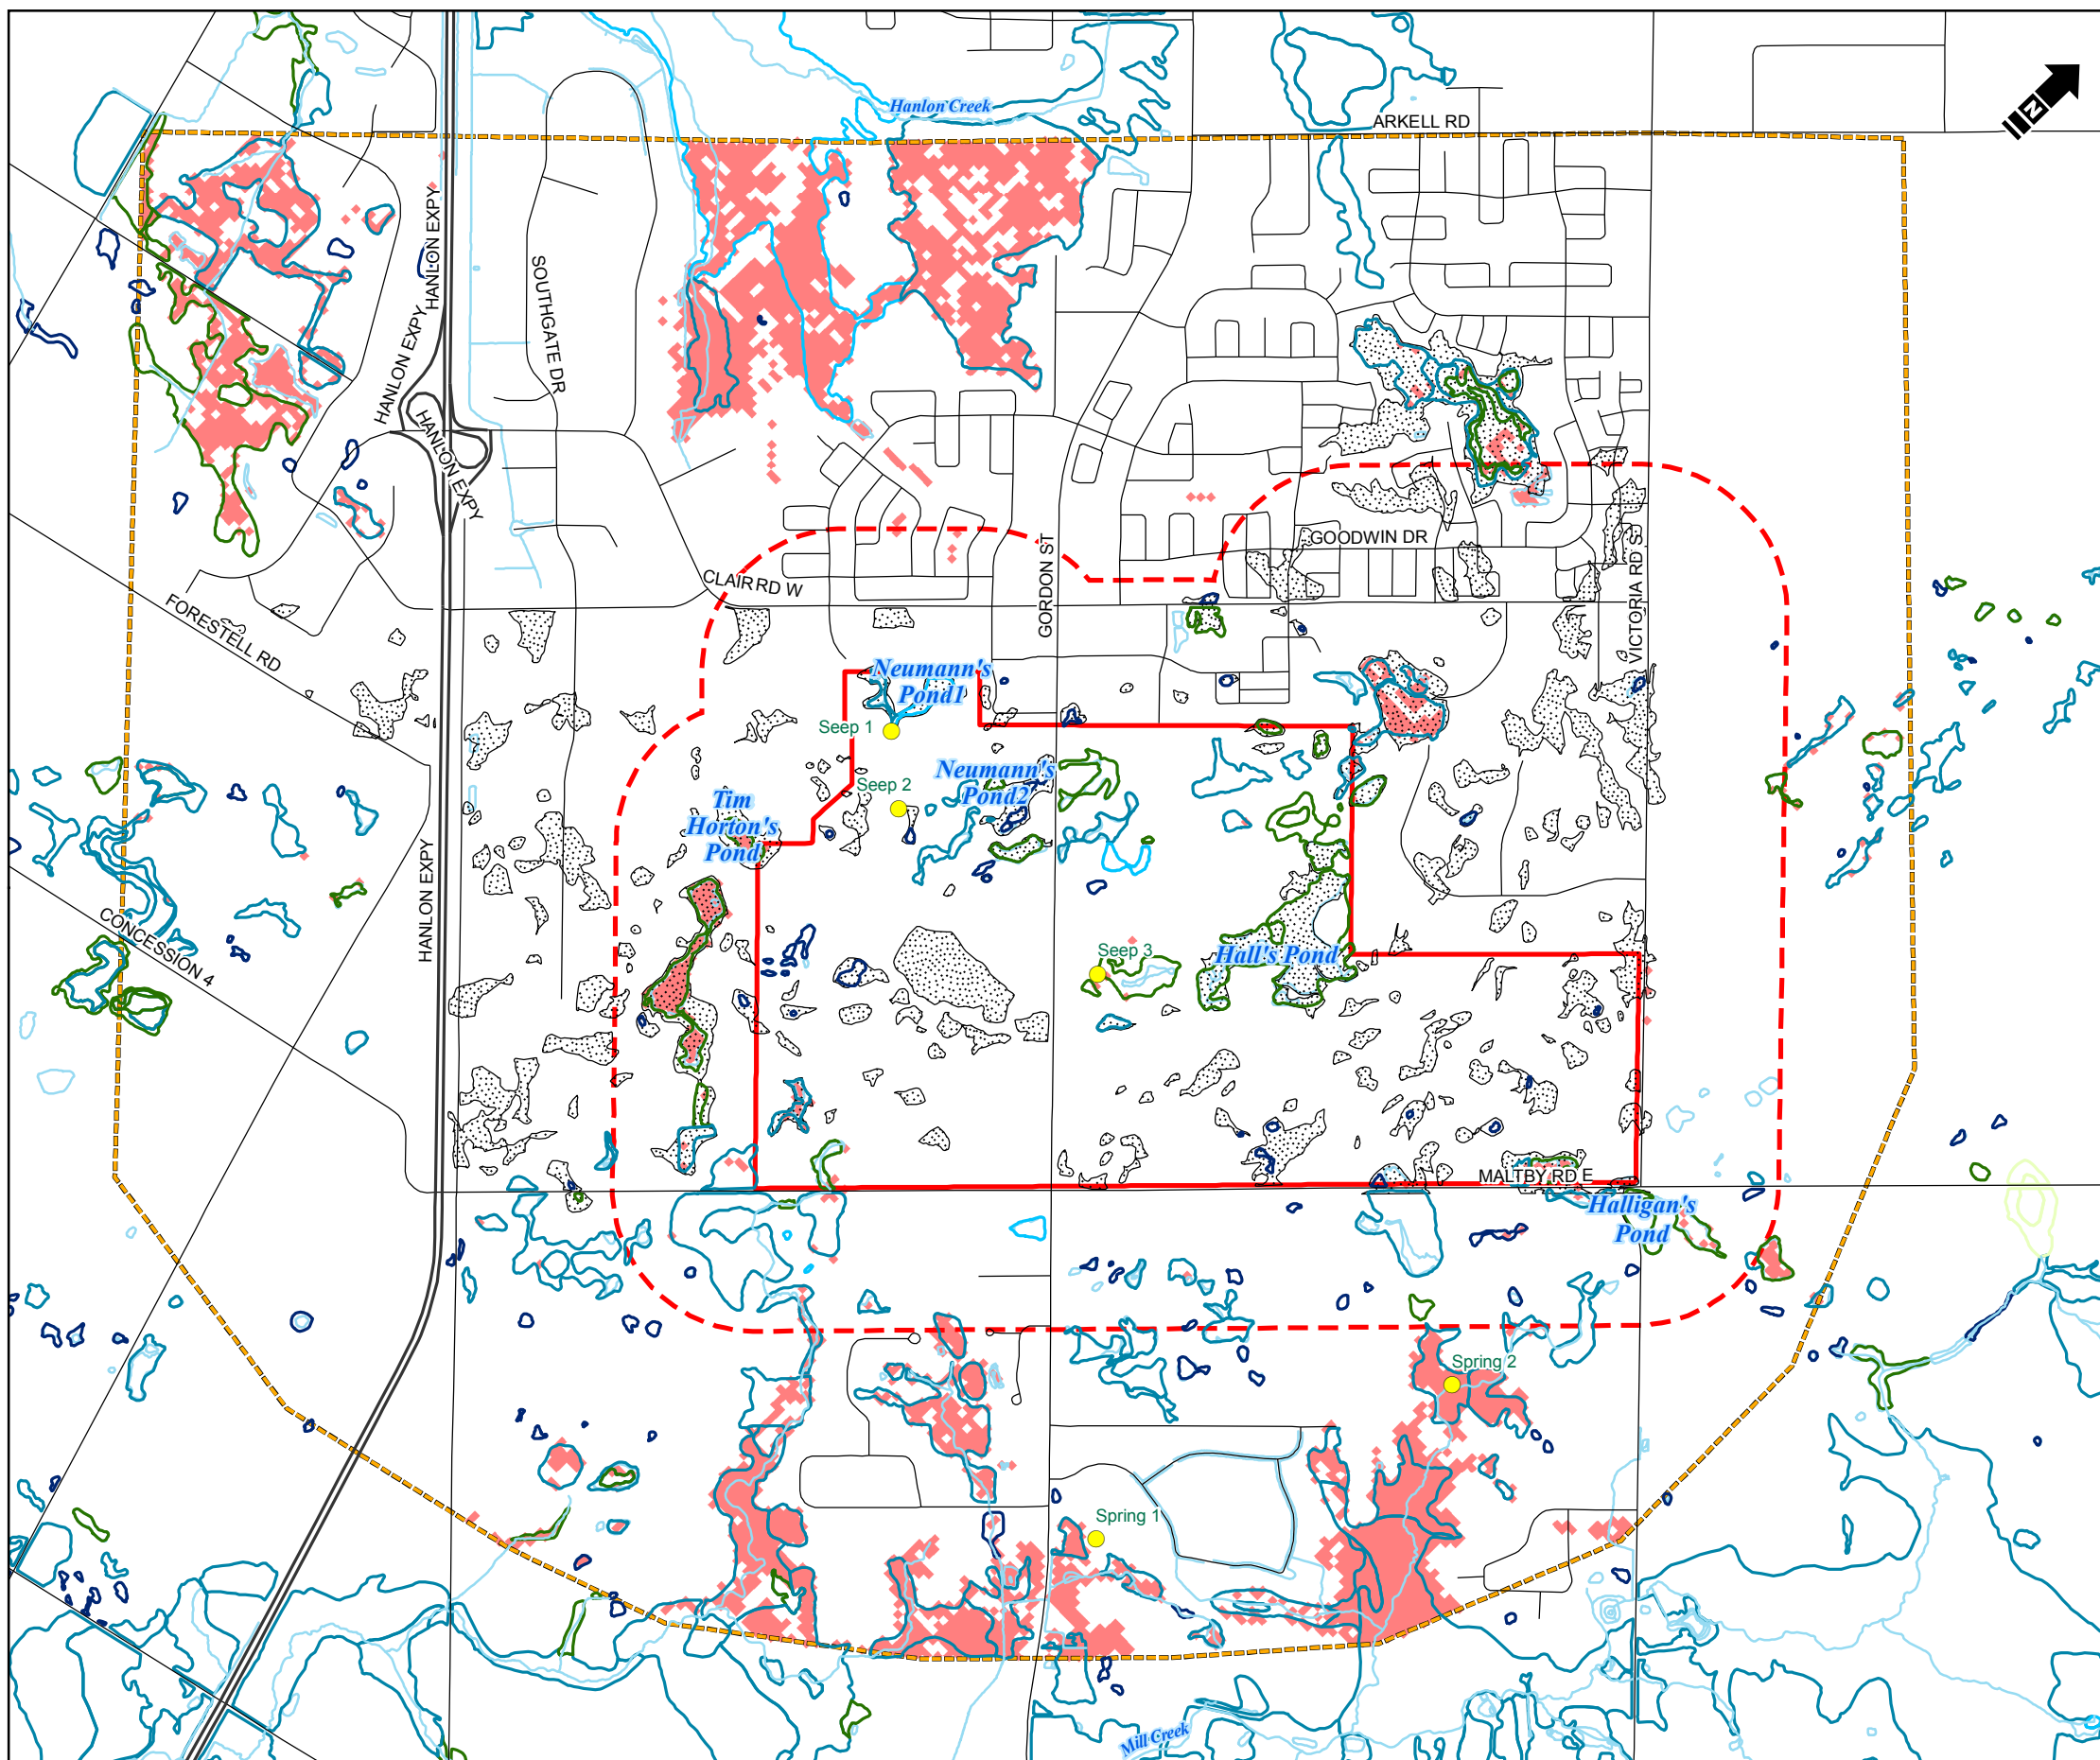 Hanlon Creek
ARKELL RD
N
HANLON EXPY
HANLON EXPY
HANLON EXPY
SOUTHGATE DR
GOODWIN DR
GORDON ST
CLAIR RD W
VICTORIA RD S
FORESTELL RD
Neumann's
Pond1
Seep 1
Neumann's
Pond2
Seep 2
Tim
Horton's
Pond
HANLON EXPY
CONCESSION 4
Seep 3
Hall's Pond
MALTBY RD E
Halligan's
Pond
Spring 2
Spring 1
Mill Creek